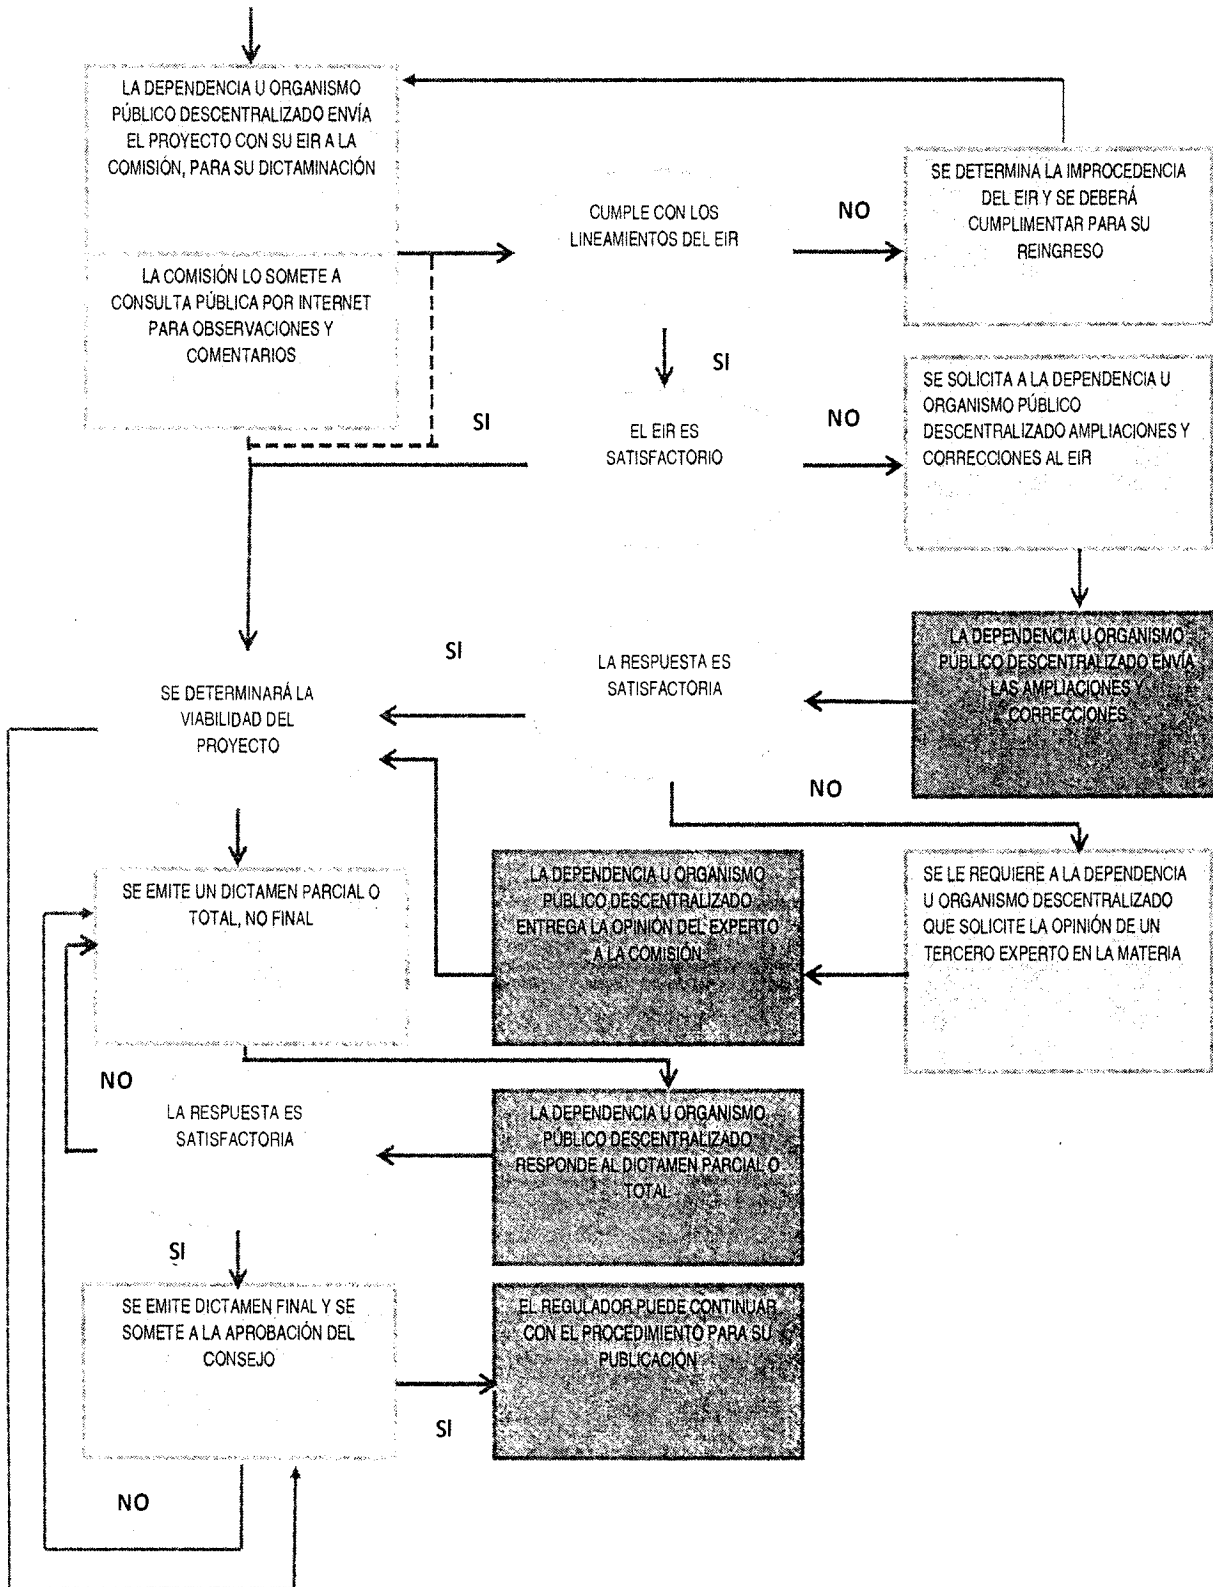 LA DEPENDENCIA U ORGANISMO
PÚBLICO DESCENTRALIZADO ENVÍA
EL PROYECTO CON SU EIR A LA
COMISIÓN, PARA SU DICTAMINACIÓN
LA COMISIÓN LO SOMETE A
CONSULTA PÚBLICA POR INTERNET
PARA OBSERVACIONES Y
COMENTARIOS
CUMPLE CON LOS
LINEAMIENTOS DEL EIR
NO
SE DETERMINA LA IMPROCEDENCIA
DEL EIR Y SE DEBERÁ
CUMPLIMENTAR PARA SU
REINGRESO
SI
SI
EL EIR ES
SATISFACTORIO
NO
SE SOLICITA A LA DEPENDENCIA U
ORGANISMO PÚBLICO
DESCENTRALIZADO AMPLIACIONES Y
CORRECCIONES AL EIR
LA DEPENDENCIA U ORGANISMO
PÚBLICO DESCENTRALIZADO ENVÍA
LAS AMPLIACIONES Y
CORRECCIONES
LA RESPUESTA ES
SATISFACTORIA
SI
NO
SE DETERMINARÁ LA
VIABILIDAD DEL
PROYECTO
SE LE REQUIERE A LA DEPENDENCIA
U ORGANISMO DESCENTRALIZADO
QUE SOLICITE LA OPINIÓN DE UN
TERCERO EXPERTO EN LA MATERIA
LA DEPENDENCIA U ORGANISMO
PÚBLICO DESCENTRALIZADO
ENTREGA LA OPINIÓN DEL EXPERTO
A LA COMISIÓN.
SE EMITE UN DICTAMEN PARCIAL O
TOTAL, NO FINAL
NO
LA RESPUESTA ES
SATISFACTORIA
LA DEPENDENCIA U ORGANISMO
PÚBLICO DESCENTRALIZADO
RESPONDE AL DICTAMEN PARCIAL O
TOTAL
SI
SE EMITE DICTAMEN FINAL Y SE
SOMETE A LA APROBACIÓN DEL
CONSEJO
EL REGULADOR PUEDE CONTINUAR
CON EL PROCEDIMIENTO PARA SU
PUBLICACIÓN
SI
NO